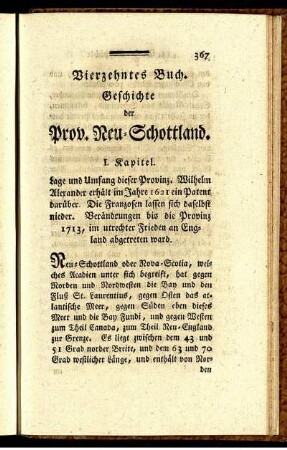 367
Vierzehntes Buch.
Geschichte
der
Prov. Neu-Schottland.
I. Kapitel.
Lage und Umfang dieser Provinz. Wilhelm
Alexander erhält im Jahre 1621 ein Patent
darüber. Die Franzosen lassen sich daselbst
nieder. Veränderungen bis die Provinz
1713, im utrechter Frieden an Eng-
land abgetreten ward.
Neu-Schottland oder Nova-Scotia, wel-
ches Acadien unter sich begreift, hat gegen
Norden und Nordwesten die Bay und den
Fluß St. Laurentius, gegen Osten das at-
lantische Meer, gegen Süden eben dieses
Meer und die Bay Fundi, und gegen Westen
zum Theil Canada, zum Theil Neu-England
zur Grenze. Es liegt zwischen dem 43 und
51 Grad norder Breite, und dem 63 und 70
Grad westlicher Länge, und enthält von Nor-
den